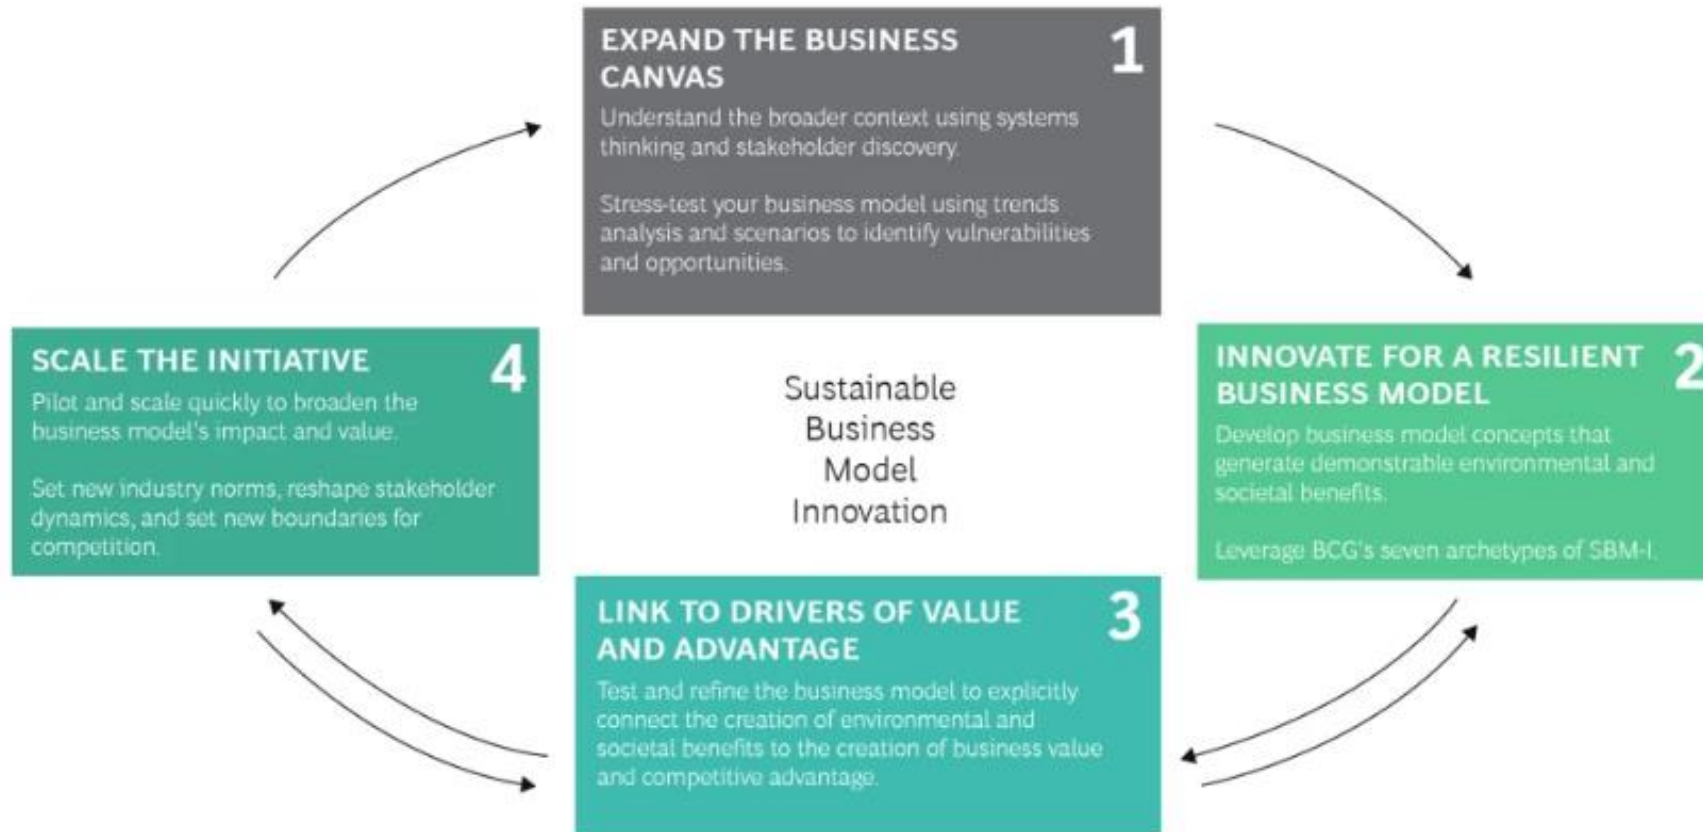 EXPAND THE BUSINESS
CANVAS
1
Understand the broader context using systems
thinking and stakeholder discovery.
Stress-test your business model using trends
analysis and scenarios to identify vulnerabilities
and opportunities.
INNOVATE FOR A RESILIENT
BUSINESS MODEL
2
Develop business model concepts that
generate demonstrable environmental and
societal benefits.
Leverage BCG's seven archetypes of SBM-I.
LINK TO DRIVERS OF VALUE
AND ADVANTAGE
3
Test and refine the business model to explicitly
connect the creation of environmental and
societal benefits to the creation of business value
and competitive advantage.
SCALE THE INITIATIVE
4
Pilot and scale quickly to broaden the
business model's impact and value.
Set new industry norms, reshape stakeholder
dynamics, and set new boundaries for
competition.
Sustainable
Business
Model
Innovation